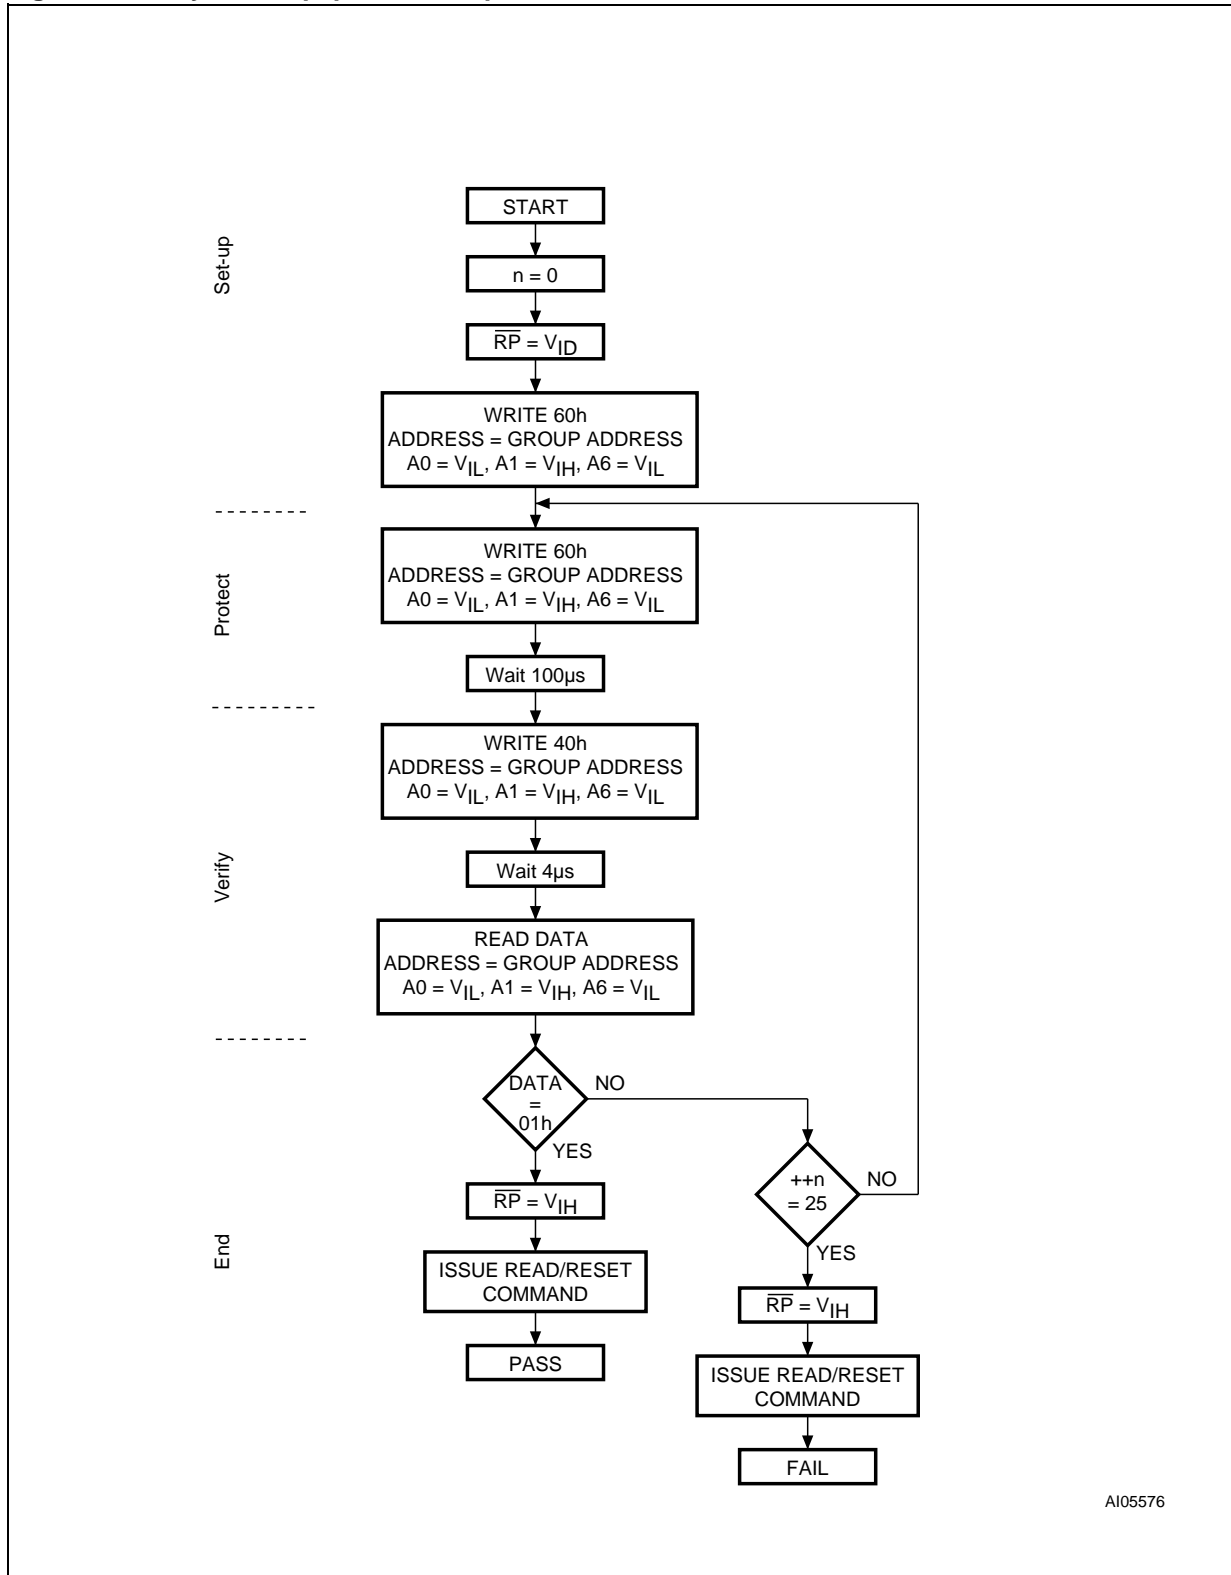 Set-up
START
n = 0
R̅P̅ = VID
WRITE 60h
ADDRESS = GROUP ADDRESS
A0 = VIL, A1 = VIH, A6 = VIL
Protect
WRITE 60h
ADDRESS = GROUP ADDRESS
A0 = VIL, A1 = VIH, A6 = VIL
Wait 100µs
Verify
WRITE 40h
ADDRESS = GROUP ADDRESS
A0 = VIL, A1 = VIH, A6 = VIL
Wait 4µs
READ DATA
ADDRESS = GROUP ADDRESS
A0 = VIL, A1 = VIH, A6 = VIL
End
DATA
=
01h
NO
YES
++n
= 25
NO
YES
R̅P̅ = VIH
ISSUE READ/RESET
COMMAND
PASS
R̅P̅ = VIH
ISSUE READ/RESET
COMMAND
FAIL
AI05576